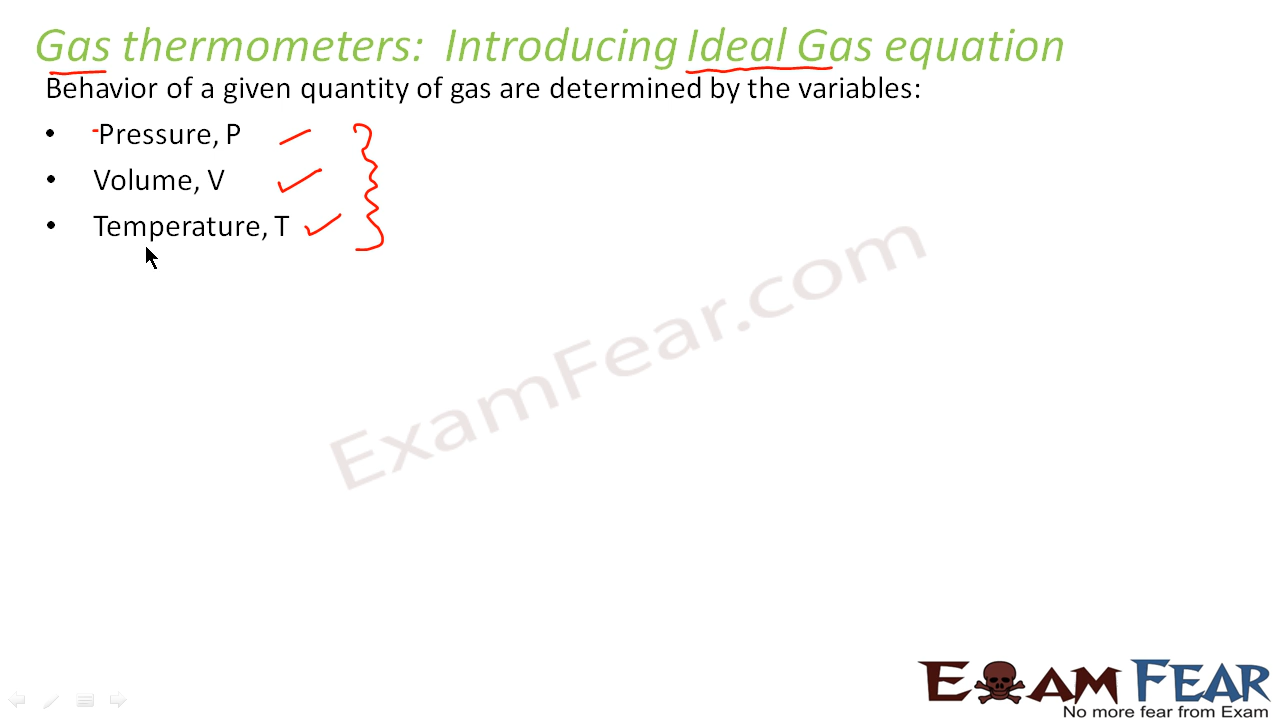 Gas thermometers: Introducing Ideal Gas equation
Behavior of a given quantity of gas are determined by the variables:
• Pressure, P
• Volume, V
• Temperature, T
ExamFear.com
EXAM FEAR
No more fear from Exam